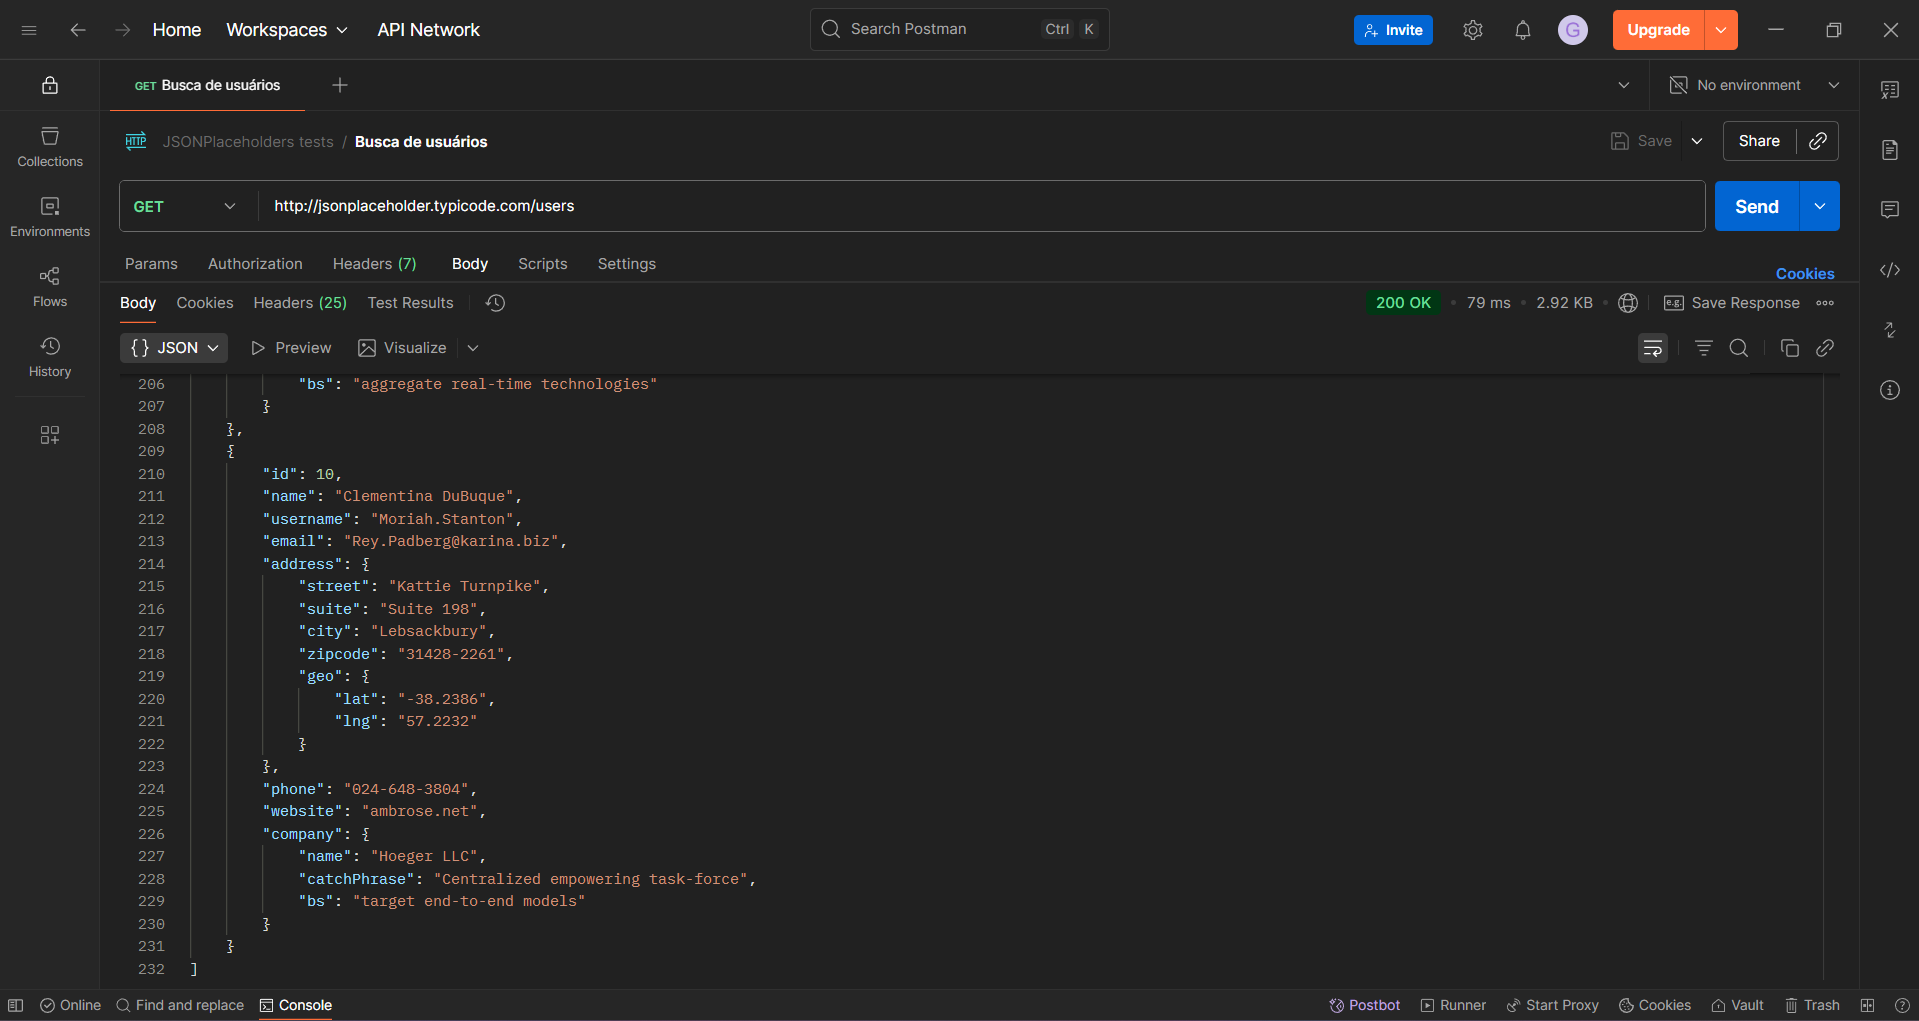 Home Workspaces API Network Search Postman Ctrl K Invite G Upgrade
GET Busca de usuários No environment
HTTP JSONPlaceholders tests / Busca de usuários Save Share
GET http://jsonplaceholder.typicode.com/users Send
Params Authorization Headers (7) Body Scripts Settings
Cookies
Body Cookies Headers (25) Test Results 200 OK 79 ms 2.92 KB e.g. Save Response
{} JSON Preview Visualize
Collections
Environments
Flows
History
206 "bs": "aggregate real-time technologies"
207 }
208 },
209 {
210 "id": 10,
211 "name": "Clementina DuBuque",
212 "username": "Moriah.Stanton",
213 "email": "Rey.Padberg@karina.biz",
214 "address": {
215 "street": "Kattie Turnpike",
216 "suite": "Suite 198",
217 "city": "Lebsackbury",
218 "zipcode": "31428-2261",
219 "geo": {
220 "lat": "-38.2386",
221 "lng": "57.2232"
222 }
223 },
224 "phone": "024-648-3804",
225 "website": "ambrose.net",
226 "company": {
227 "name": "Hoeger LLC",
228 "catchPhrase": "Centralized empowering task-force",
229 "bs": "target end-to-end models"
230 }
231 }
232 ]
Online Find and replace Console Postbot Runner Start Proxy Cookies Vault Trash